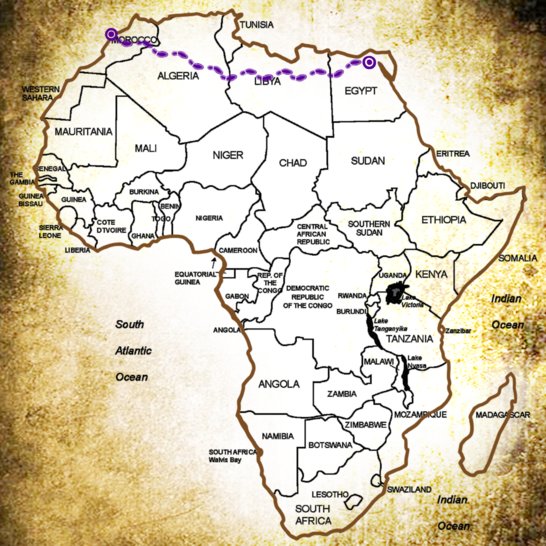 TUNISIA
MOROCCO
ALGERIA
LIBYA
EGYPT
WESTERN
SAHARA
MAURITANIA
MALI
NIGER
CHAD
SUDAN
ERITREA
SENEGAL
THE
GAMBIA
GUINEA
BISSAU
GUINEA
BURKINA
BENIN
TOGO
NIGERIA
DJIBOUTI
ETHIOPIA
SIERRA
LEONE
COTE
D'TVOIRE
GHANA
LIBERIA
CENTRAL
AFRICAN
REPUBLIC
SOUTHERN
SUDAN
CAMEROON
SOMALIA
EQUATORIAL
GUINEA
REP. OF
THE
CONGO
GABON
DEMOCRATIC
REPUBLIC
OF THE CONGO
UGANDA
KENYA
RWANDA
BURUNDI
Lake
Victoria
Indian
Ocean
South
Atlantic
Ocean
ANGOLA
Lake
Tanganyika
TANZANIA
Zanzibar
MALAWI
Lake
Nyasa
ANGOLA
ZAMBIA
MOZAMBIQUE
MADAGASCAR
NAMIBIA
ZIMBABWE
BOTSWANA
SOUTH AFRICA
Walvis Bay
SWAZILAND
LESOTHO
SOUTH
AFRICA
Indian
Ocean